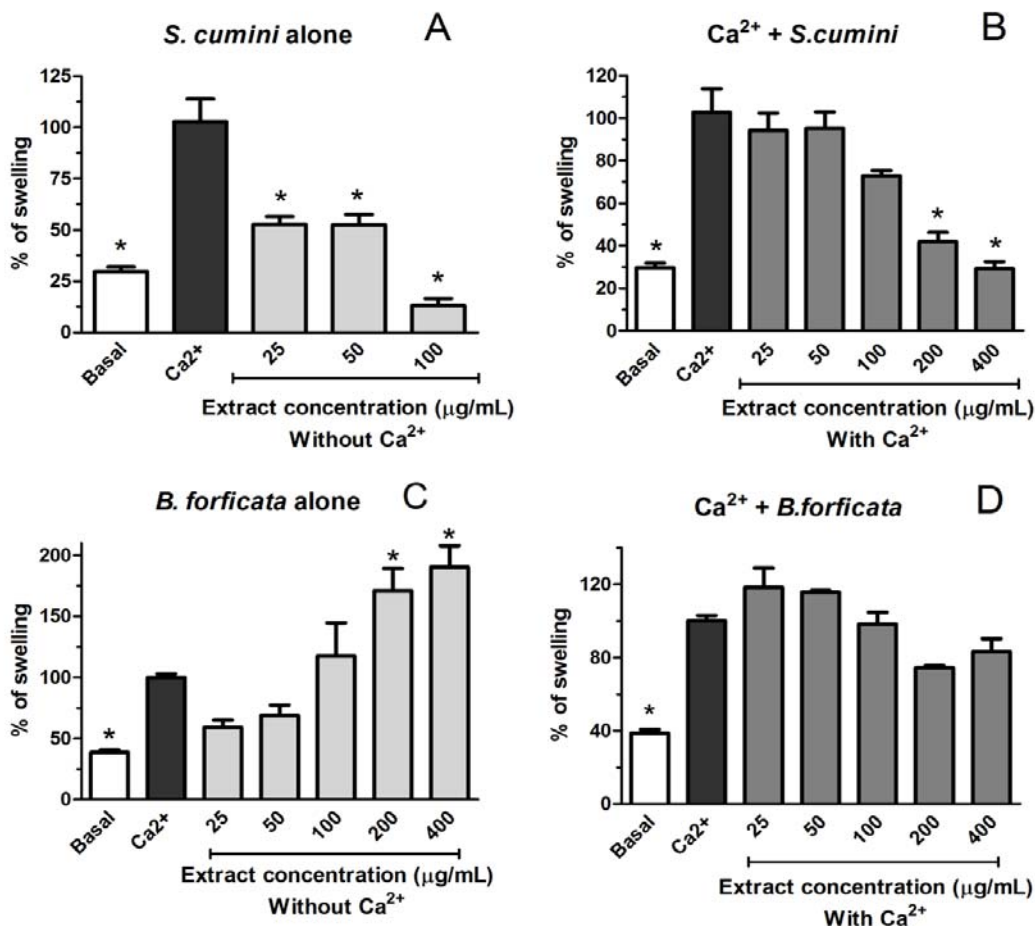 S. cumini alone
A
% of swelling
125
100
75
50
25
0
*
*
*
*
Basal
Ca2+
25
50
100
Extract concentration (μg/mL)
Without Ca²⁺
Ca²⁺ + S.cumini
B
% of swelling
120
100
80
60
40
20
0
*
*
*
Basal
Ca2+
25
50
100
200
400
Extract concentration (μg/mL)
With Ca²⁺
B. forficata alone
C
% of swelling
200
150
100
50
0
*
*
*
Basal
Ca2+
25
50
100
200
400
Extract concentration (μg/mL)
Without Ca²⁺
Ca²⁺ + B.forficata
D
% of swelling
120
80
40
0
*
Basal
Ca2+
25
50
100
200
400
Extract concentration (μg/mL)
With Ca²⁺